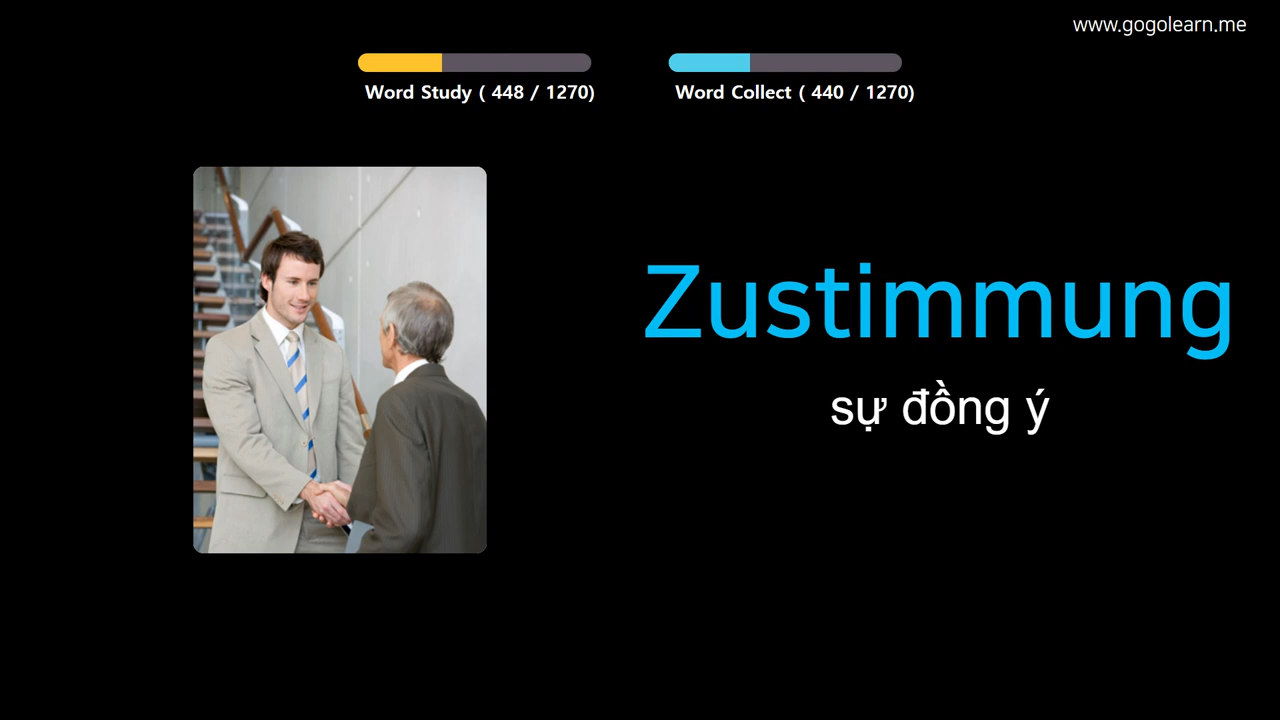 www.gogolearn.me
Word Study ( 448 / 1270)
Word Collect ( 440 / 1270)
Zustimmung
sự đồng ý